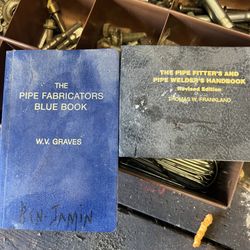 THE
PIPE FABRICATORS
BLUE BOOK
W.V. GRAVES
BEN-JAMIN
THE PIPE FITTER'S AND
PIPE WELDER'S HANDBOOK
Revised Edition
THOMAS W. FRANKLAND